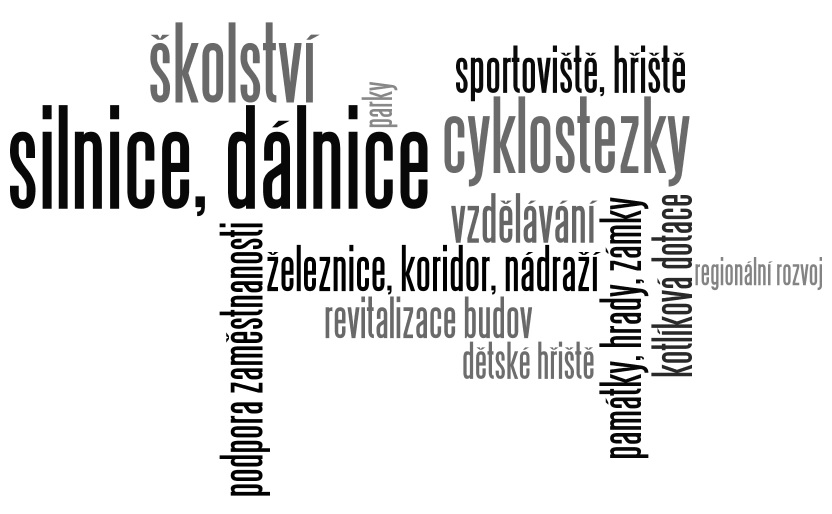 školství
sportoviště, hřiště
parky
cyklostezky
silnice, dálnice
vzdělávání
železnice, koridor, nádraží
regionální rozvoj
revitalizace budov
dětské hřiště
podpora zaměstnanosti
památky, hrady, zámky
kotlíková dotace